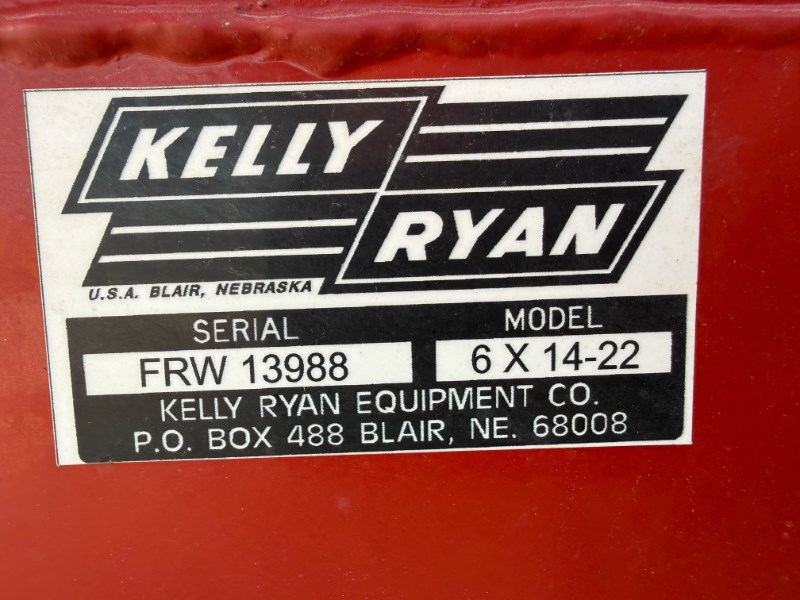 KELLY
RYAN
U.S.A. BLAIR, NEBRASKA
SERIAL MODEL
FRW 13988 6 X 14-22
KELLY RYAN EQUIPMENT CO.
P.O. BOX 488 BLAIR, NE. 68008